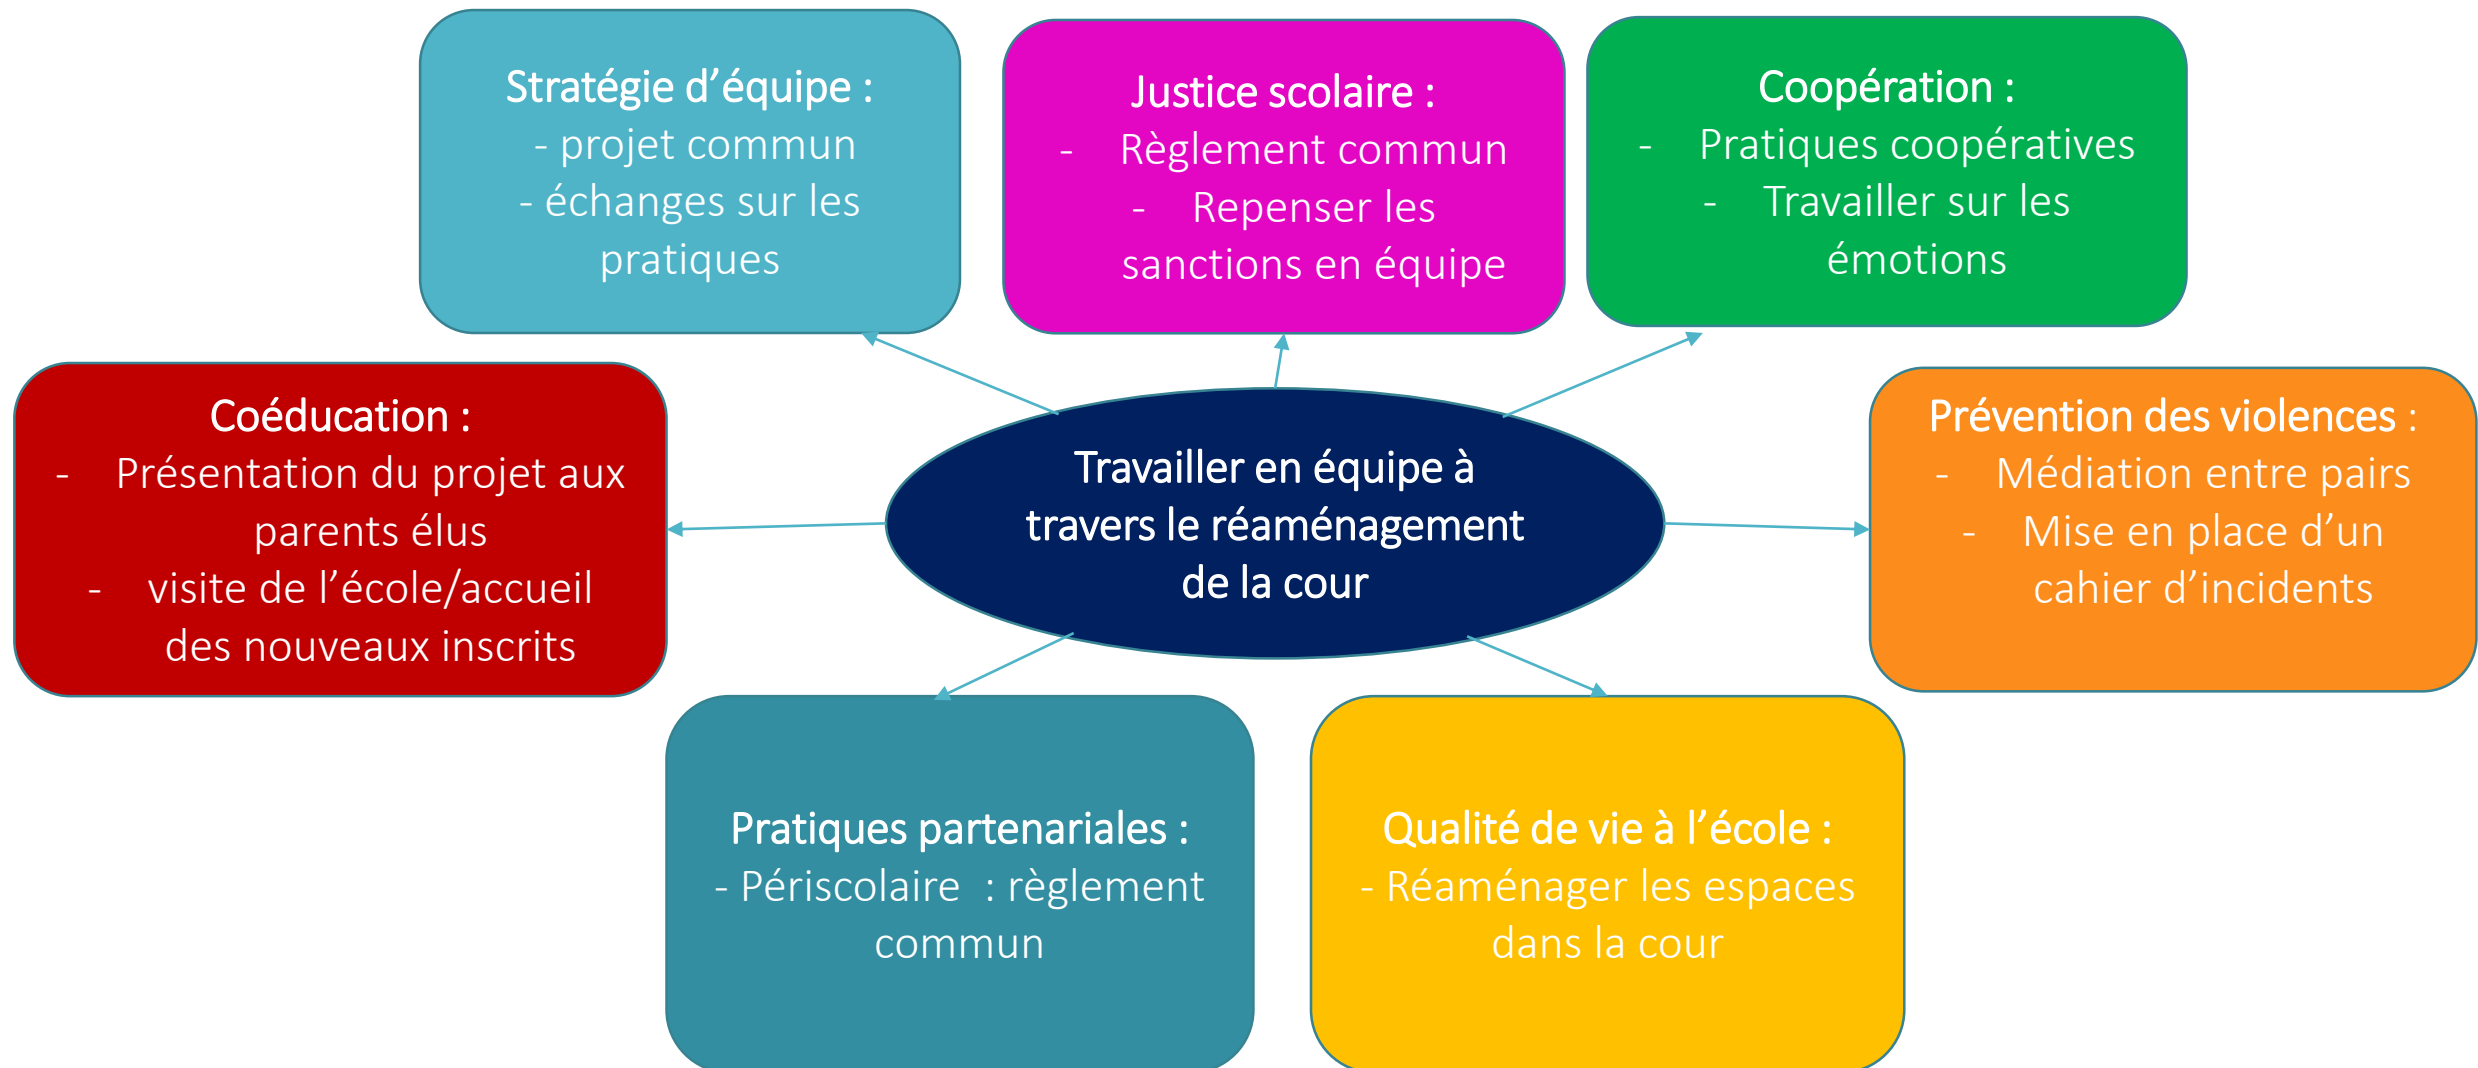 Stratégie d’équipe :
- projet commun
- échanges sur les
pratiques
Justice scolaire :
- Règlement commun
- Repenser les
sanctions en équipe
Coopération :
- Pratiques coopératives
- Travailler sur les
émotions
Coéducation :
- Présentation du projet aux
parents élus
- visite de l’école/accueil
des nouveaux inscrits
Travailler en équipe à
travers le réaménagement
de la cour
Prévention des violences :
- Médiation entre pairs
- Mise en place d’un
cahier d’incidents
Pratiques partenariales :
- Périscolaire : règlement
commun
Qualité de vie à l’école :
- Réaménager les espaces
dans la cour